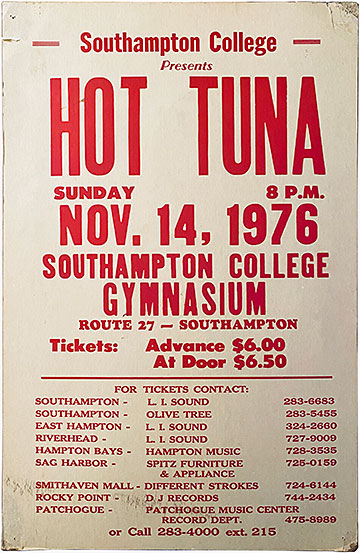 Southampton College
Presents
HOT TUNA
SUNDAY 8 P.M.
NOV. 14, 1976
SOUTHAMPTON COLLEGE
GYMNASIUM
ROUTE 27 — SOUTHAMPTON
Tickets: Advance $6.00
At Door $6.50
FOR TICKETS CONTACT:
SOUTHAMPTON - L. I. SOUND 283-6683
SOUTHAMPTON - OLIVE TREE 283-5455
EAST HAMPTON - L. I. SOUND 324-2660
RIVERHEAD - L. I. SOUND 727-9009
HAMPTON BAYS - HAMPTON MUSIC 728-3535
SAG HARBOR - SPITZ FURNITURE 725-0159
& APPLIANCE
SMITHAVEN MALL - DIFFERENT STROKES 724-6144
ROCKY POINT - D J RECORDS 744-2434
PATCHOGUE - PATCHOGUE MUSIC CENTER
RECORD DEPT. 475-8989
or Call 283-4000 ext. 215